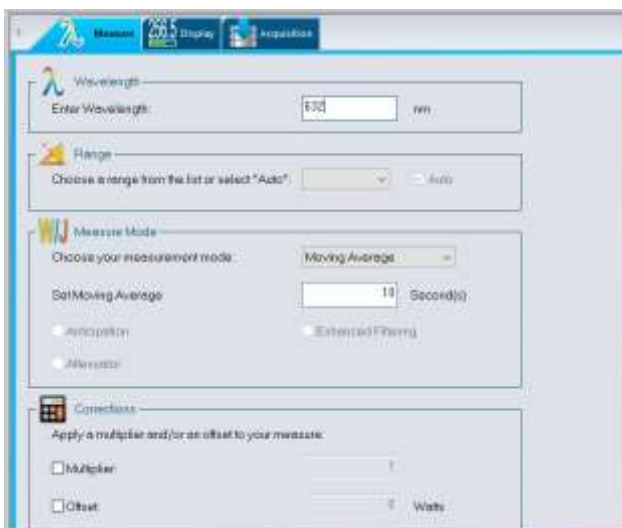 Measure 256.5 Display Acquisition
Wavelength
Enter Wavelength: 632 nm
Range
Choose a range from the list or select "Auto": Auto
W/J Measure Mode
Choose your measurement mode: Moving Average
Set Moving Average 10 Second(s)
Anticipation Enhanced Filtering
Attenuator
Corrections
Apply a multiplier and/or an offset to your measure:
Multiplier: 1
Offset: 0 Watts